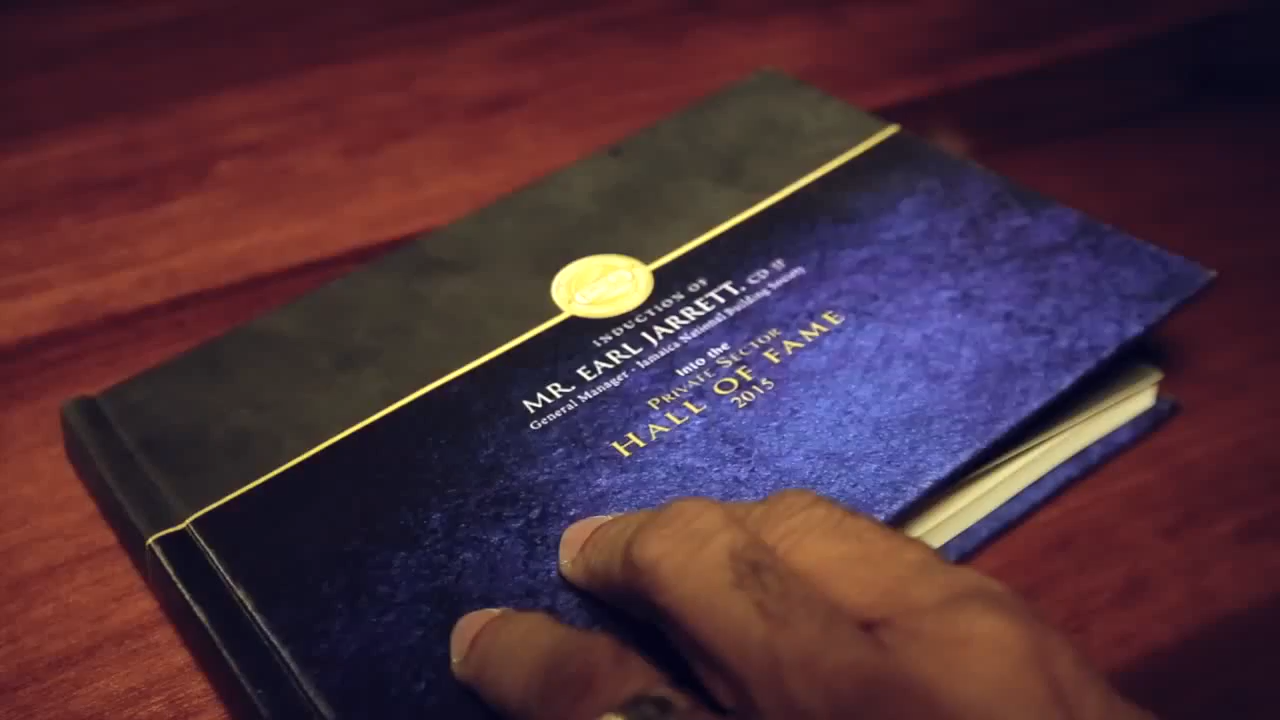 INDUCTION OF
MR. EARL JARRETT, CD JP
General Manager - Jamaica National Building Society
Into the
PRIVATE SECTOR
HALL OF FAME
2015